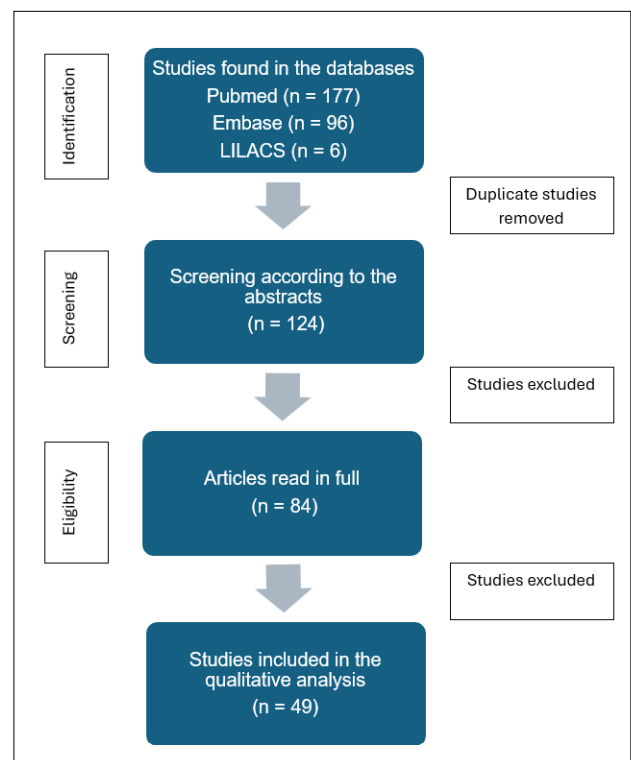 Identification
Studies found in the databases
Pubmed (n = 177)
Embase (n = 96)
LILACS (n = 6)
Duplicate studies
removed
Screening
Screening according to the
abstracts
(n = 124)
Studies excluded
Eligibility
Articles read in full
(n = 84)
Studies excluded
Studies included in the
qualitative analysis
(n = 49)